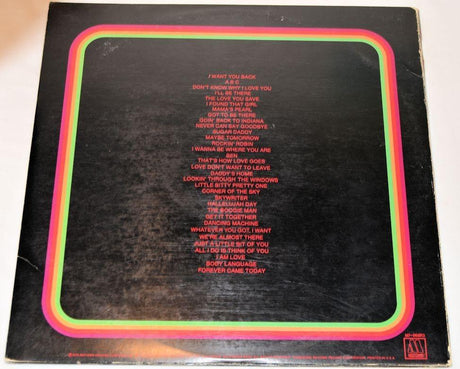 I WANT YOU BACK
A B C
DON'T KNOW WHY I LOVE YOU
I'LL BE THERE
THE LOVE YOU SAVE
I FOUND THAT GIRL
MAMA'S PEARL
GOT TO BE THERE
GOIN' BACK TO INDIANA
NEVER CAN SAY GOODBYE
SUGAR DADDY
MAYBE TOMORROW
ROCKIN' ROBIN
I WANNA BE WHERE YOU ARE
BEN
THAT'S HOW LOVE GOES
LOVE DON'T WANT TO LEAVE
DADDY'S HOME
LOOKIN' THROUGH THE WINDOWS
LITTLE BITTY PRETTY ONE
CORNER OF THE SKY
SKYWRITER
HALLELUJAH DAY
THE BOOGIE MAN
GET IT TOGETHER
DANCING MACHINE
WHATEVER YOU GOT, I WANT
WE'RE ALMOST THERE
JUST A LITTLE BIT OF YOU
ALL I DO IS THINK OF YOU
I AM LOVE
BODY LANGUAGE
FOREVER CAME TODAY